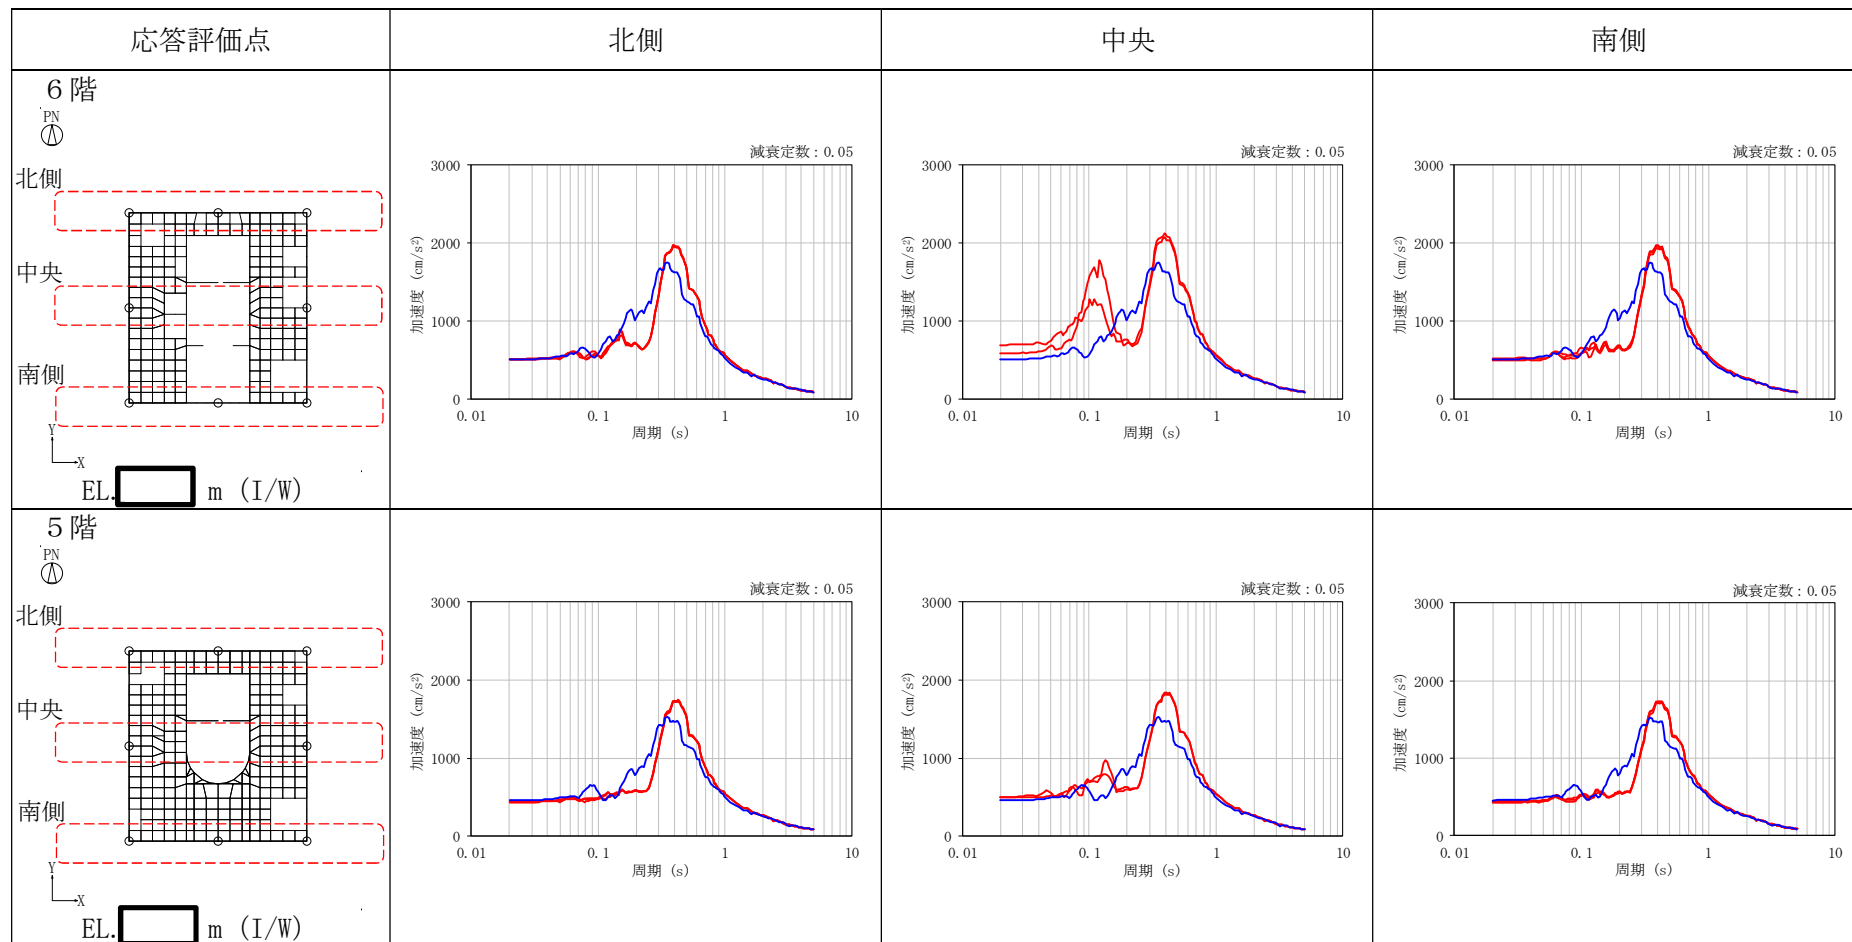 応答評価点 北側 中央 南側
6階
PN
北側
中央
南側
Y
X
EL. m (I/W)
減衰定数:0.05
3000
2000
1000
0
加速度 (cm/s²)
0.01 0.1 1 10
周期 (s)
減衰定数:0.05
3000
2000
1000
0
加速度 (cm/s²)
0.01 0.1 1 10
周期 (s)
減衰定数:0.05
3000
2000
1000
0
加速度 (cm/s²)
0.01 0.1 1 10
周期 (s)
5階
PN
北側
中央
南側
Y
X
EL. m (I/W)
減衰定数:0.05
3000
2000
1000
0
加速度 (cm/s²)
0.01 0.1 1 10
周期 (s)
減衰定数:0.05
3000
2000
1000
0
加速度 (cm/s²)
0.01 0.1 1 10
周期 (s)
減衰定数:0.05
3000
2000
1000
0
加速度 (cm/s²)
0.01 0.1 1 10
周期 (s)